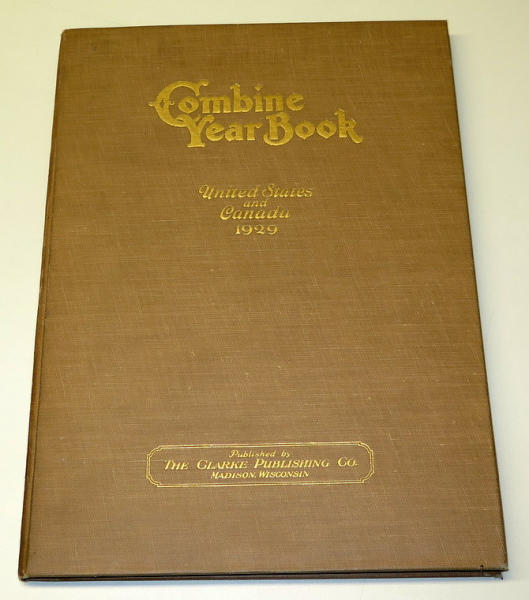 Combine
Year Book
United States
and
Canada
1929
Published by
THE CLARKE PUBLISHING CO.
MADISON, WISCONSIN